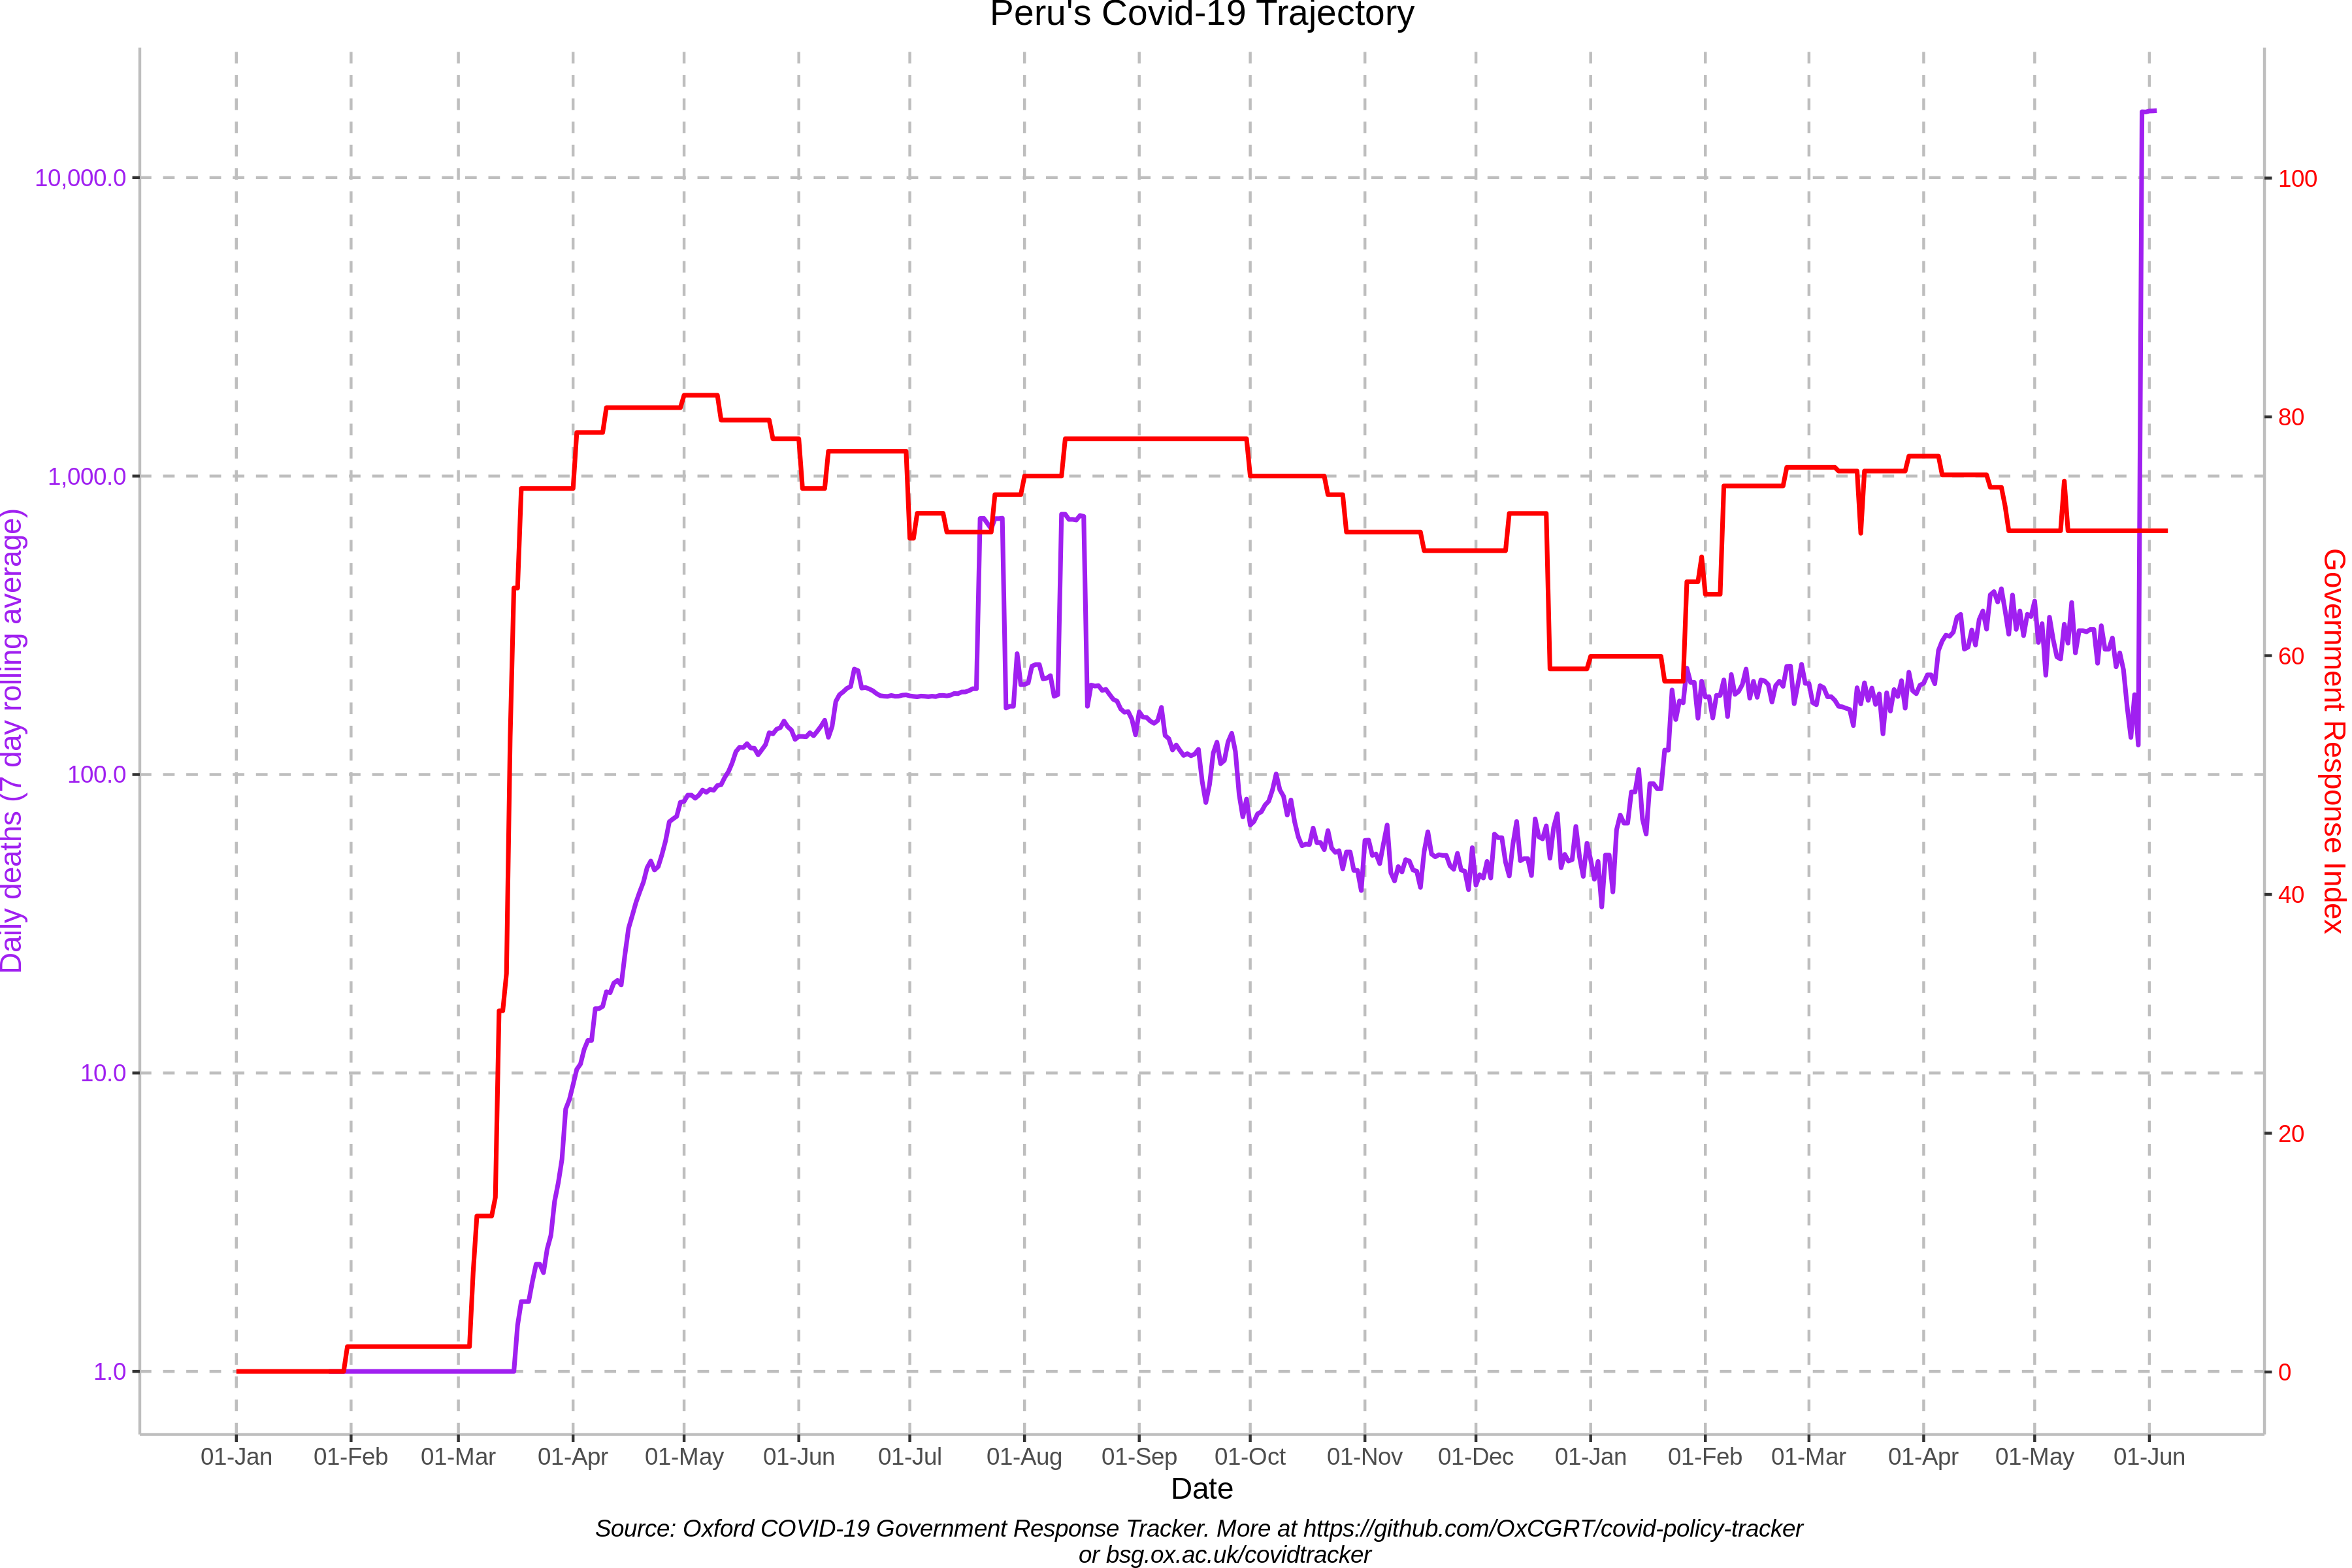 Peru's Covid-19 Trajectory
Daily deaths (7 day rolling average)
10,000.0
1,000.0
100.0
10.0
1.0
100
80
60
40
20
0
Government Response Index
01-Jan 01-Feb 01-Mar 01-Apr 01-May 01-Jun 01-Jul 01-Aug 01-Sep 01-Oct 01-Nov 01-Dec 01-Jan 01-Feb 01-Mar 01-Apr 01-May 01-Jun
Date
Source: Oxford COVID-19 Government Response Tracker. More at https://github.com/OxCGRT/covid-policy-tracker
or bsg.ox.ac.uk/covidtracker